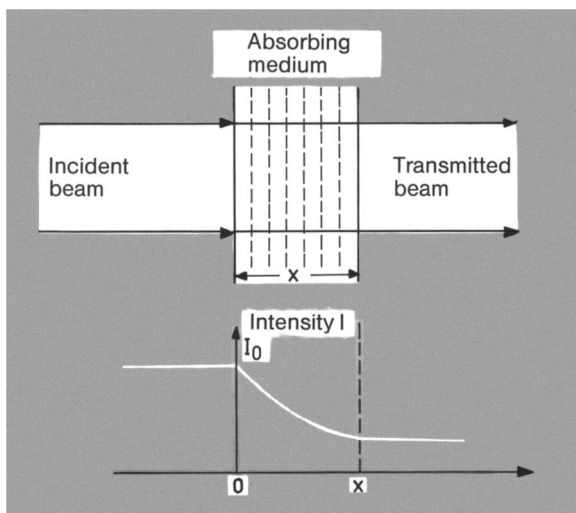 Absorbing
medium
Incident
beam
Transmitted
beam
x
Intensity I
I0
0
x